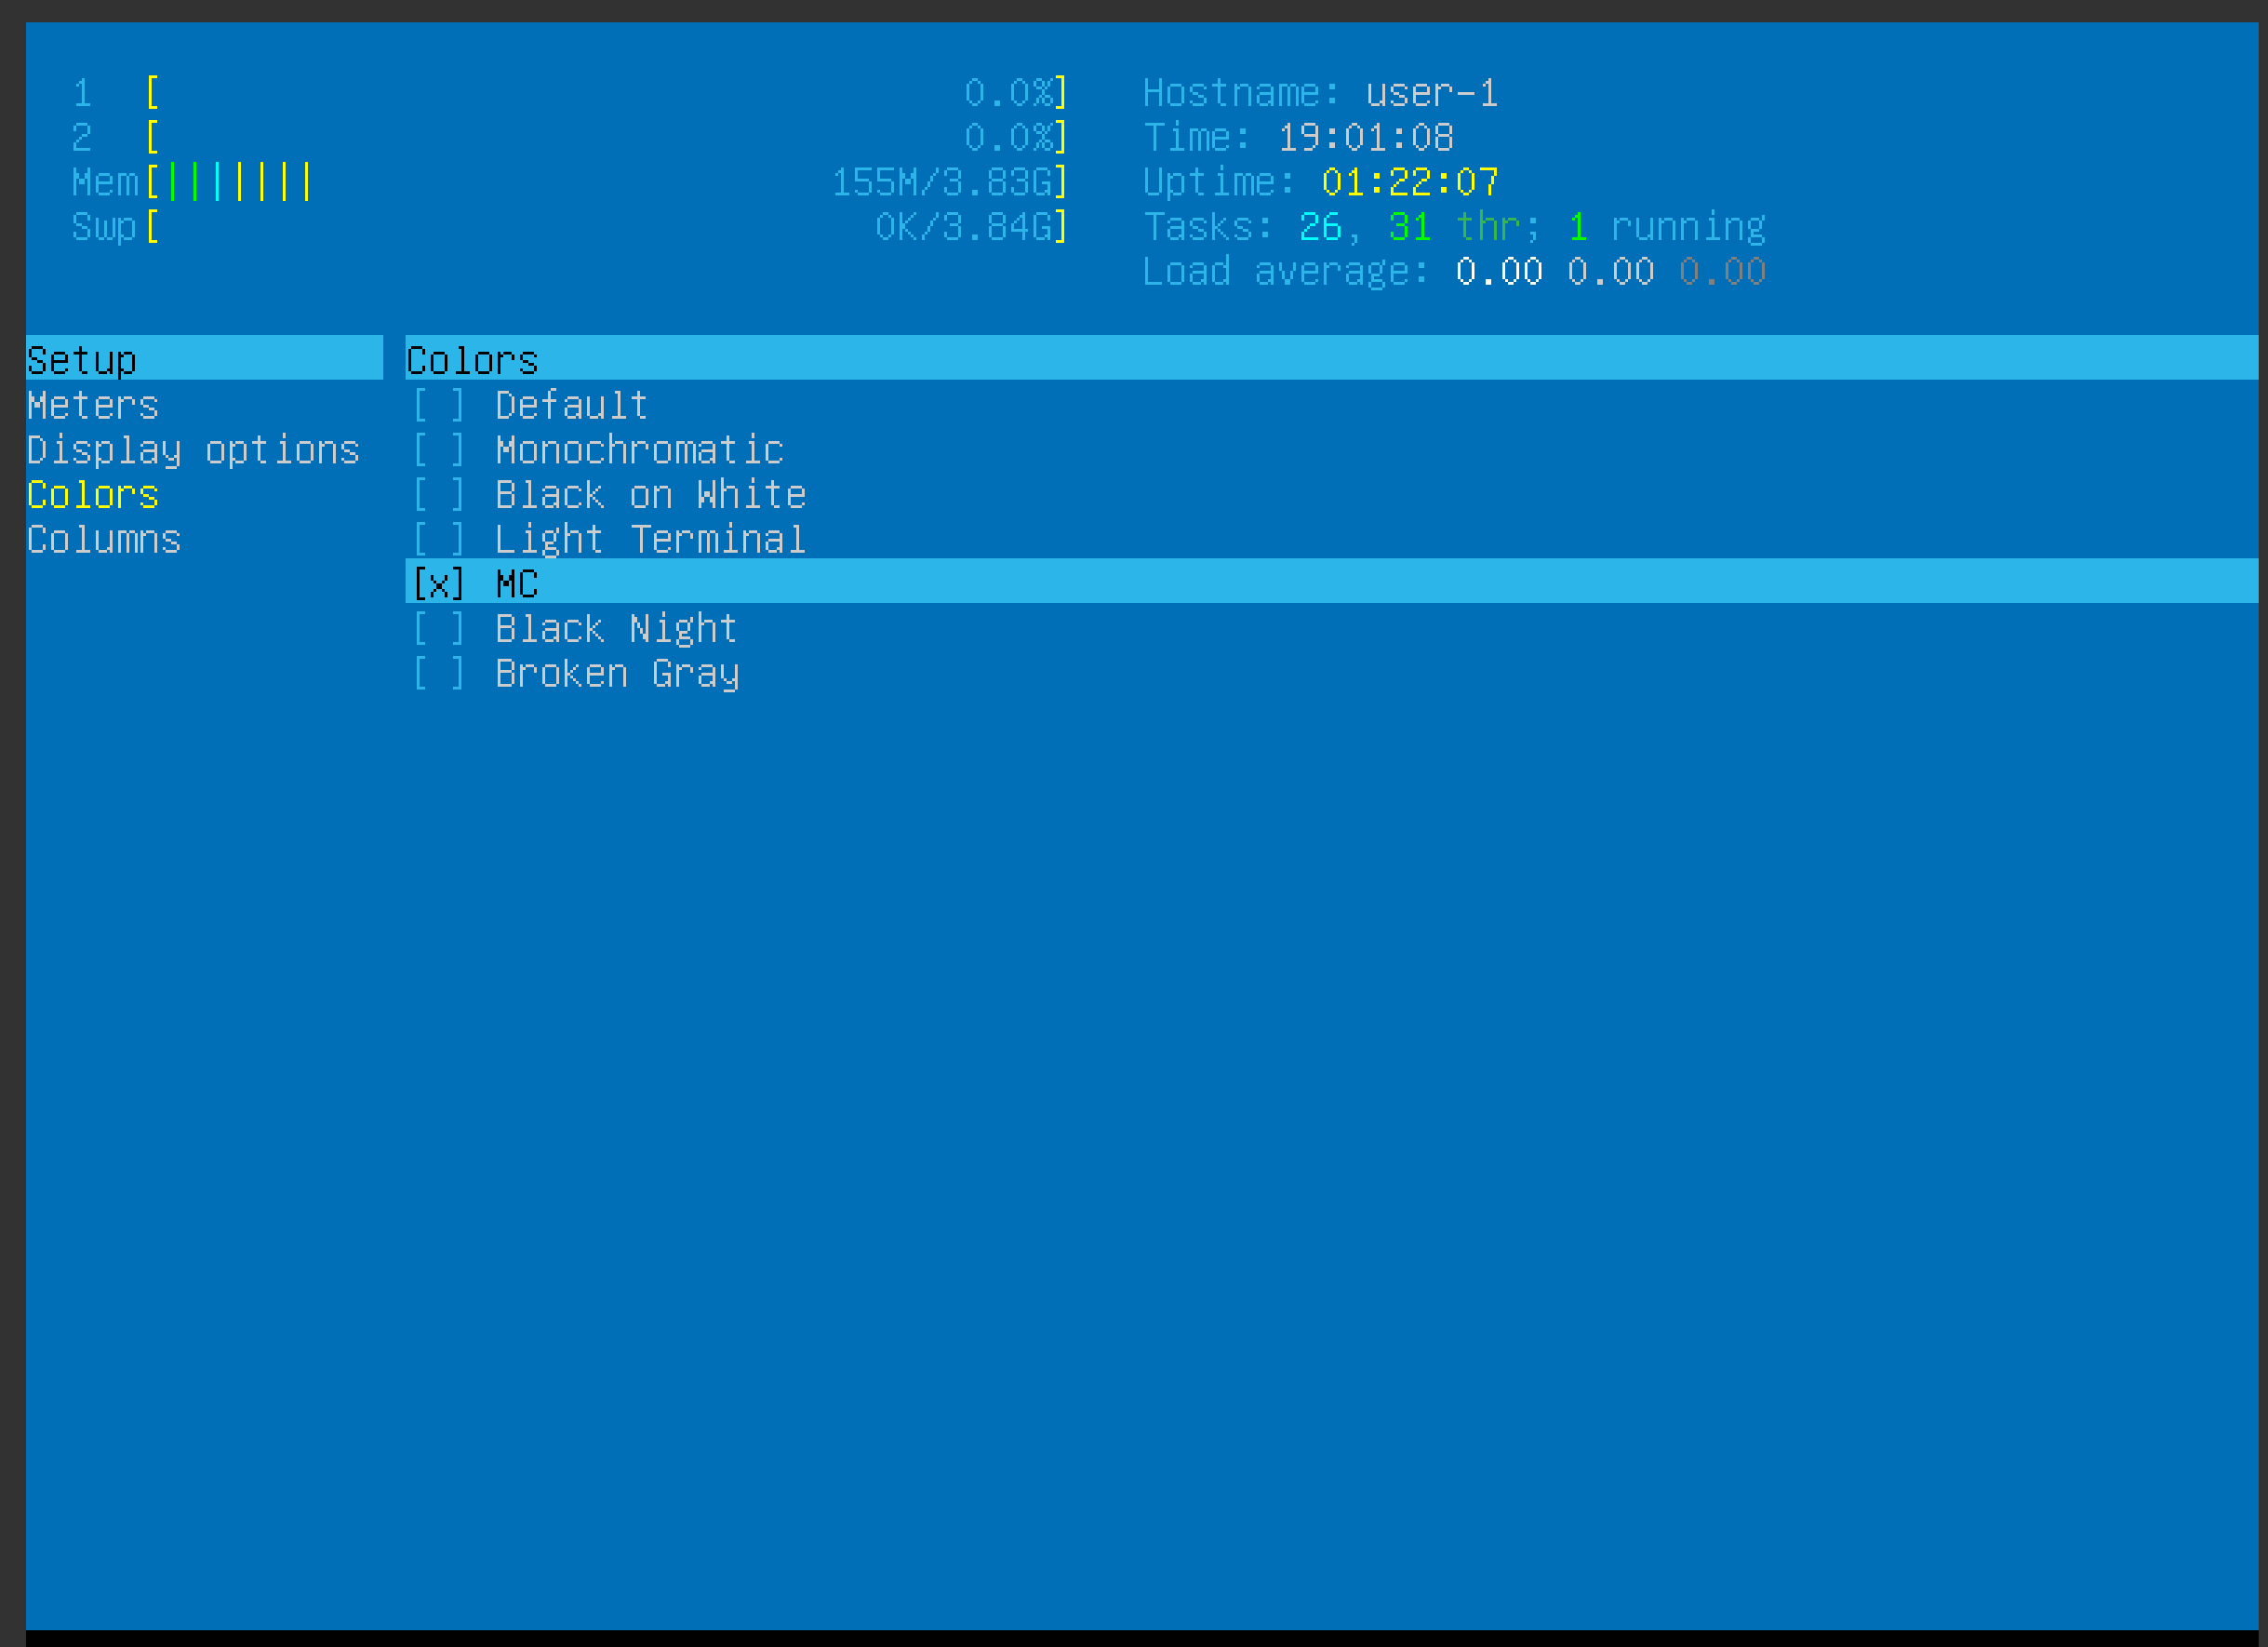 1  [ 0.0%] Hostname: user-1
2  [ 0.0%] Time: 19:01:08
Mem[||||||| 155M/3.83G] Uptime: 01:22:07
Swp[ 0K/3.84G] Tasks: 26, 31 thr; 1 running
Load average: 0.00 0.00 0.00
Setup Colors
Meters [ ] Default
Display options [ ] Monochromatic
Colors [ ] Black on White
Columns [ ] Light Terminal
[x] MC
[ ] Black Night
[ ] Broken Gray